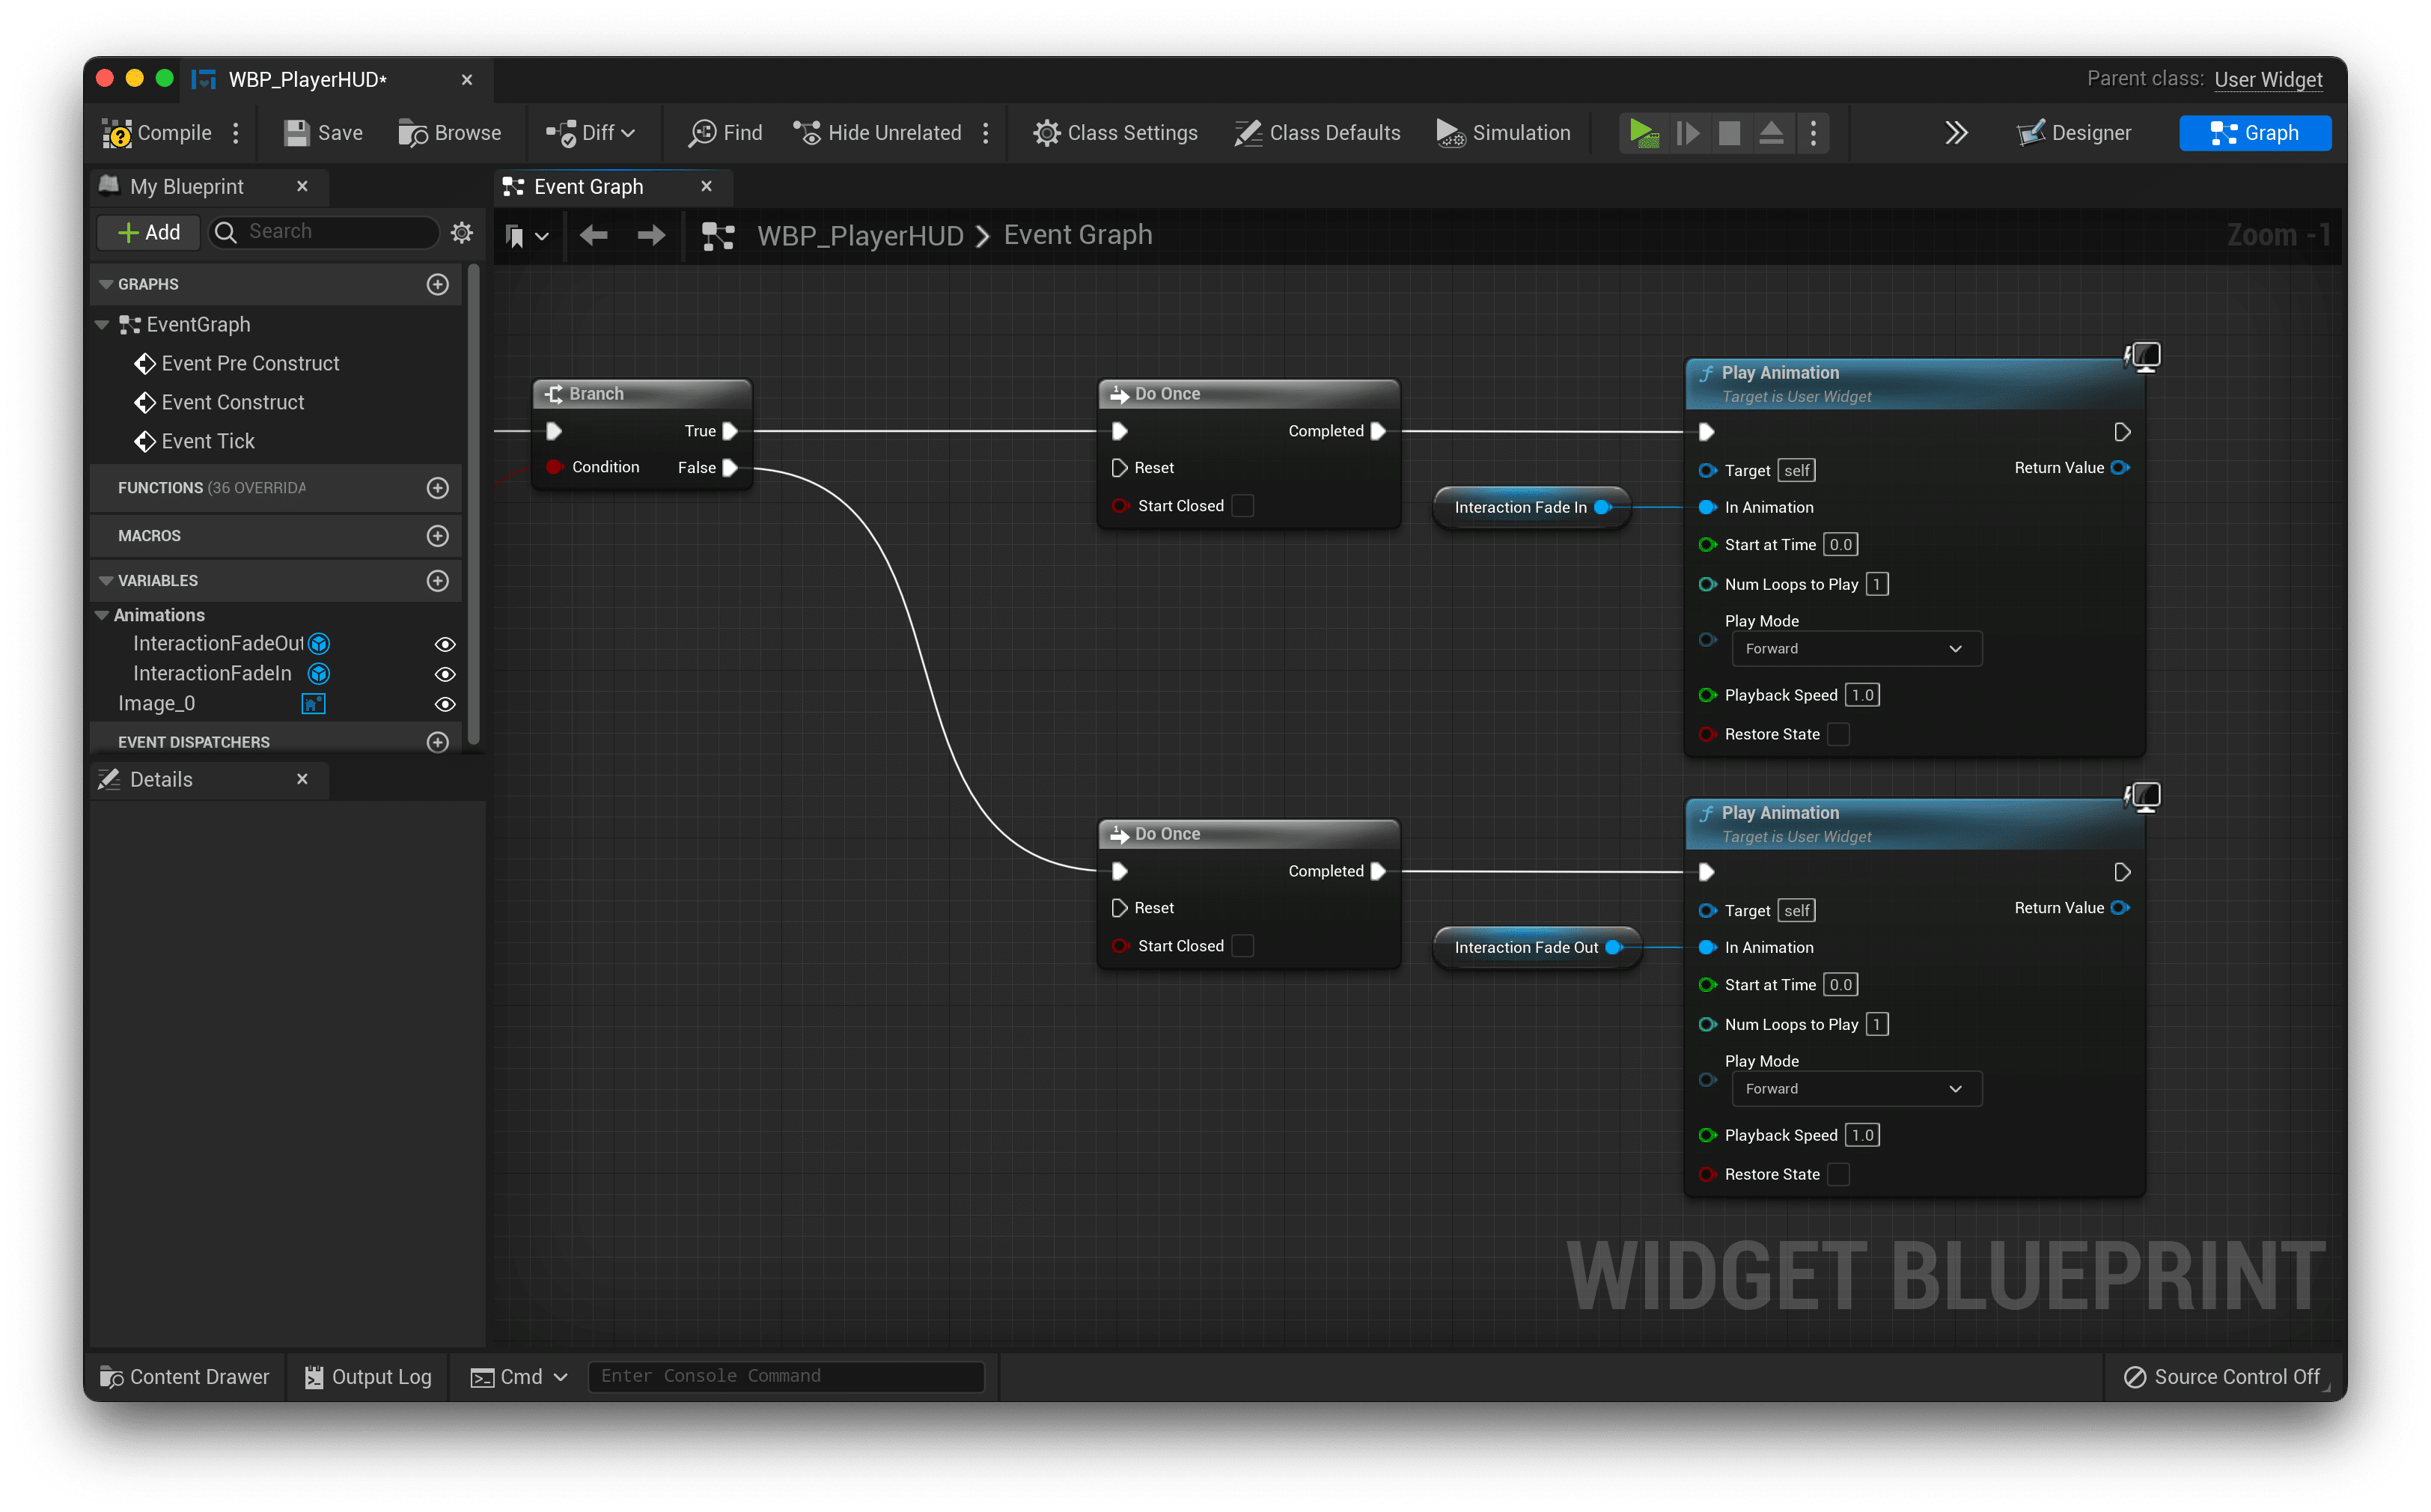 WBP_PlayerHUD*
Parent class: User Widget
Compile
Save
Browse
Diff
Find
Hide Unrelated
Class Settings
Class Defaults
Simulation
Designer
Graph
My Blueprint
Event Graph
Add
Search
WBP_PlayerHUD > Event Graph
Zoom -1
GRAPHS
EventGraph
Event Pre Construct
Event Construct
Event Tick
FUNCTIONS (36 OVERRIDA
MACROS
VARIABLES
Animations
InteractionFadeOut
InteractionFadeIn
Image_0
EVENT DISPATCHERS
Details
Branch
True
Condition
False
Do Once
Completed
Reset
Start Closed
Interaction Fade In
Play Animation
Target is User Widget
Target self
Return Value
In Animation
Start at Time 0.0
Num Loops to Play 1
Play Mode
Forward
Playback Speed 1.0
Restore State
Do Once
Completed
Reset
Start Closed
Interaction Fade Out
Play Animation
Target is User Widget
Target self
Return Value
In Animation
Start at Time 0.0
Num Loops to Play 1
Play Mode
Forward
Playback Speed 1.0
Restore State
WIDGET BLUEPRINT
Content Drawer
Output Log
Cmd
Enter Console Command
Source Control Off